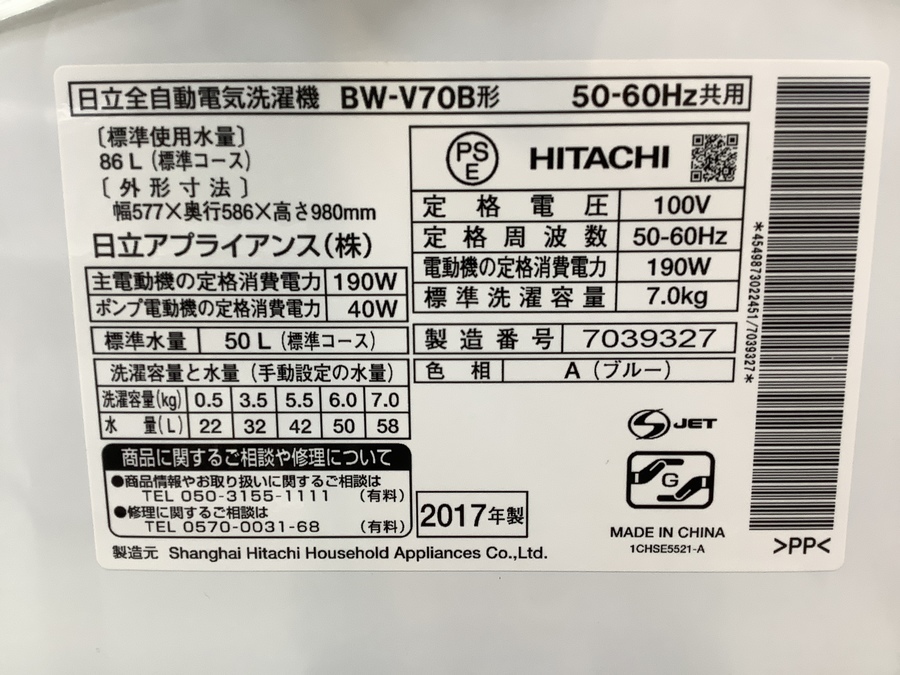 日立全自動電気洗濯機 BW-V70B形 50-60Hz共用
〔標準使用水量〕
86 L (標準コース)
〔外形寸法〕
幅577×奥行586×高さ980mm
日立アプライアンス(株)
主電動機の定格消費電力 190W
ポンプ電動機の定格消費電力 40W
標準水量 50 L (標準コース)
洗濯容量と水量 (手動設定の水量)
洗濯容量(kg) 0.5 3.5 5.5 6.0 7.0
水量(L) 22 32 42 50 58
商品に関するご相談や修理について
●商品情報やお取り扱いに関するご相談は
TEL 050-3155-1111 (有料)
●修理に関するご相談は
TEL 0570-0031-68 (有料)
製造元 Shanghai Hitachi Household Appliances Co.,Ltd.
PS
E
HITACHI
定格電圧 100V
定格周波数 50-60Hz
電動機の定格消費電力 190W
標準洗濯容量 7.0kg
製造番号 7039327
色相 A (ブルー)
S JET
G
2017年製
MADE IN CHINA
1CHSE5521-A
*4549873022451/7039327*
>PP<